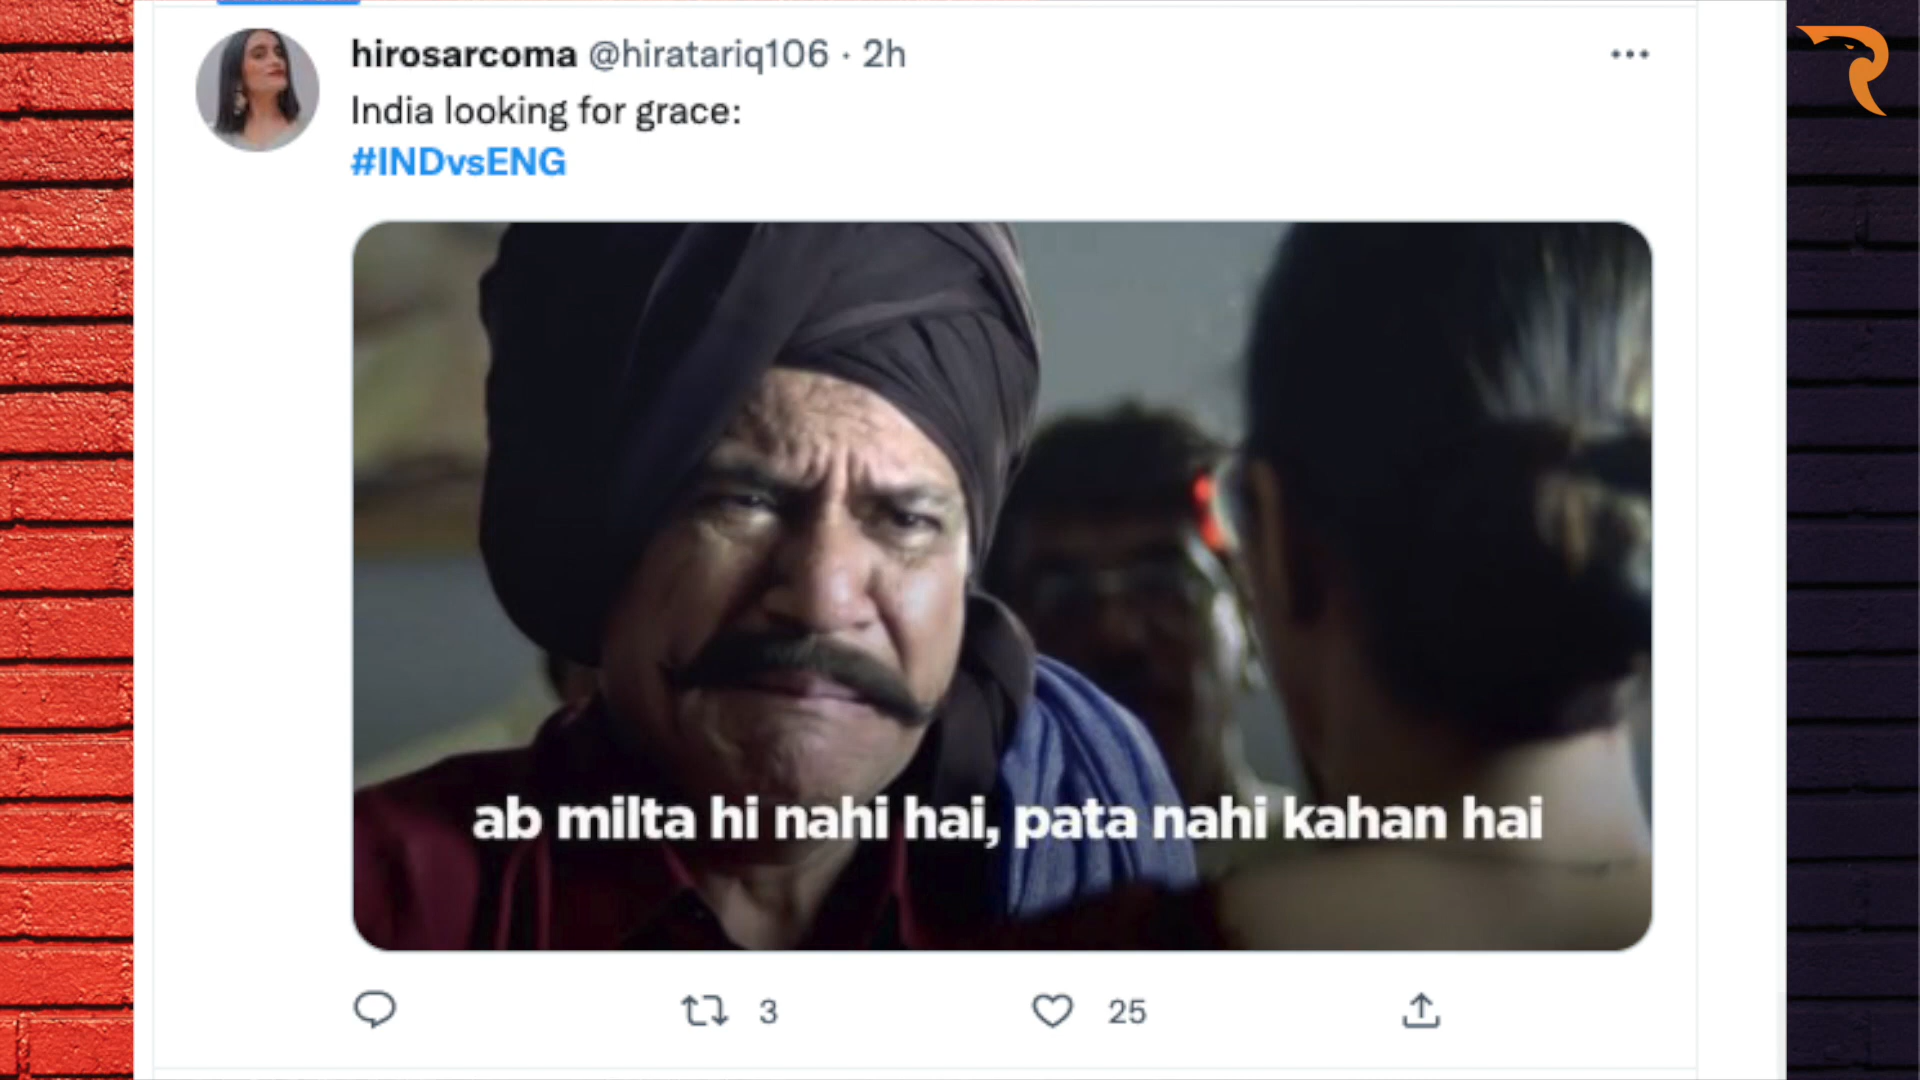 hirosarcoma @hiratariq106 · 2h
India looking for grace:
#INDvsENG
ab milta hi nahi hai, pata nahi kahan hai
3
25